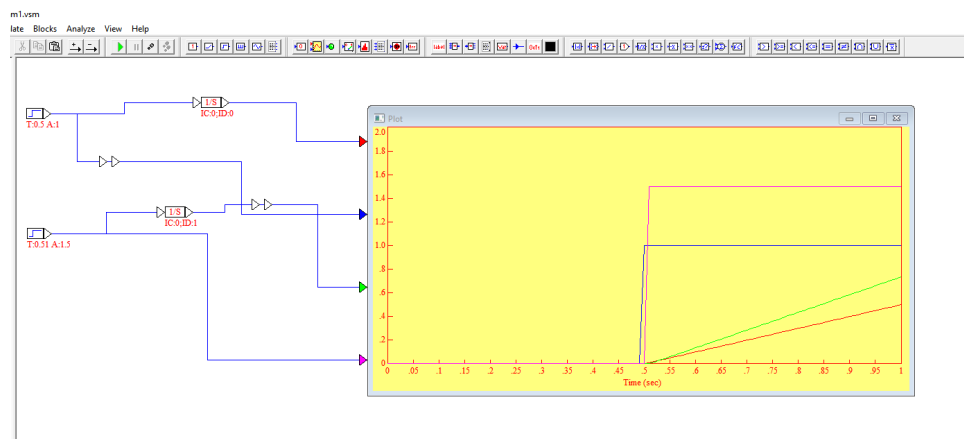 m1.vsm
late Blocks Analyze View Help
1/S
IC:0;ID:0
T:0.5 A:1
1/S
IC:0;ID:1
T:0.51 A:1.5
Plot
2.0
1.8
1.6
1.4
1.2
1.0
.8
.6
.4
.2
0
0 .05 .1 .15 .2 .25 .3 .35 .4 .45 .5 .55 .6 .65 .7 .75 .8 .85 .9 .95 1
Time (sec)